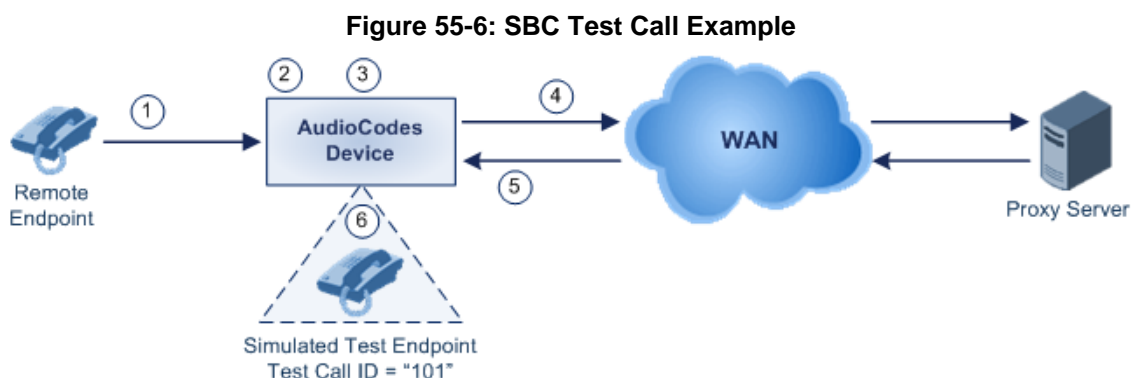 Figure 55-6: SBC Test Call Example
2
3
1
4
AudioCodes
Device
WAN
5
Remote
Endpoint
6
Proxy Server
Simulated Test Endpoint
Test Call ID = “101”